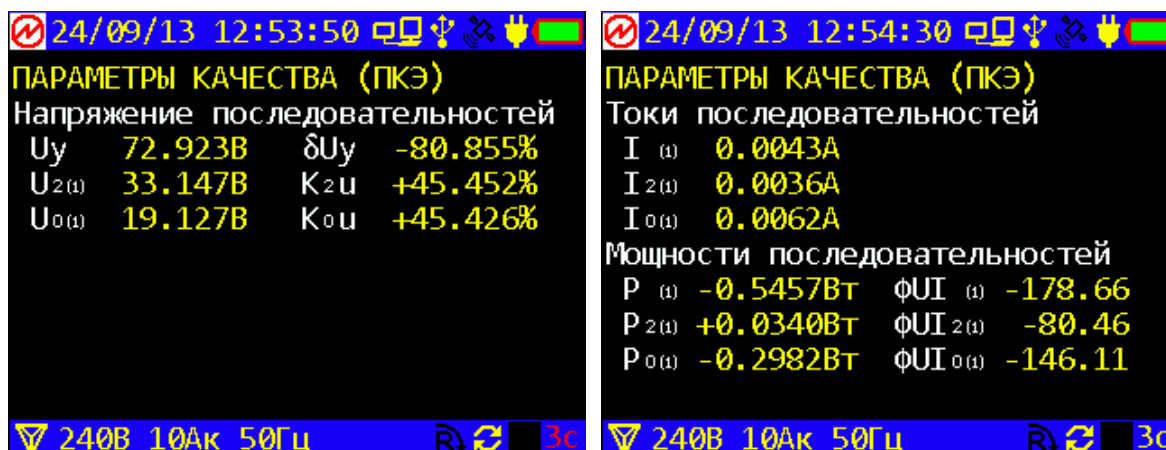 24/09/13 12:53:50
ПАРАМЕТРЫ КАЧЕСТВА (ПКЭ)
Напряжение последовательностей
Uy 72.923В δUy -80.855%
U2(1) 33.147В K2u +45.452%
U0(1) 19.127В K0u +45.426%
240В 10Ак 50Гц R 3с
24/09/13 12:54:30
ПАРАМЕТРЫ КАЧЕСТВА (ПКЭ)
Токи последовательностей
I (1) 0.0043А
I2(1) 0.0036А
I0(1) 0.0062А
Мощности последовательностей
P (1) -0.5457Вт ϕUI (1) -178.66
P2(1) +0.0340Вт ϕUI2(1) -80.46
P0(1) -0.2982Вт ϕUI0(1) -146.11
240В 10Ак 50Гц R 3с